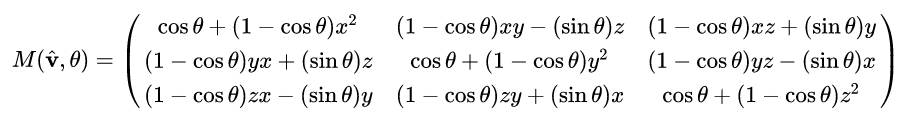 M(v̂, θ) = ( cos θ + (1 − cos θ)x² (1 − cos θ)xy − (sin θ)z (1 − cos θ)xz + (sin θ)y
(1 − cos θ)yx + (sin θ)z cos θ + (1 − cos θ)y² (1 − cos θ)yz − (sin θ)x
(1 − cos θ)zx − (sin θ)y (1 − cos θ)zy + (sin θ)x cos θ + (1 − cos θ)z² )